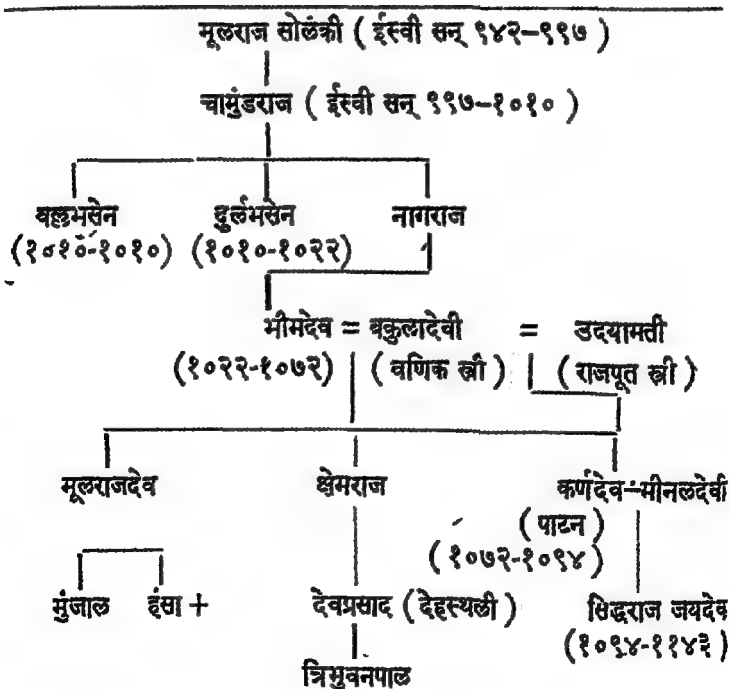 मूलराज सोलंकी ( ईस्वी सन् ९४२–९९७ )
चामुंडराज ( ईस्वी सन् ९९७–१०१० )
वल्लभसेन दुर्लभसेन नागराज
(१०१०-१०१०) (१०१०-१०२२)
भीमदेव = बकुलादेवी = उदयामती
(१०२२-१०७२) ( वणिक स्त्री ) ( राजपूत स्त्री )
मूलराजदेव क्षेमराज कर्णदेव–मीनलदेवी
( पाटन )
(१०७२-१०९४)
मुंजाल हंसा + देवप्रसाद ( देहस्थली ) सिद्धराज जयदेव
(१०९४-११४३)
त्रिभुवनपाल